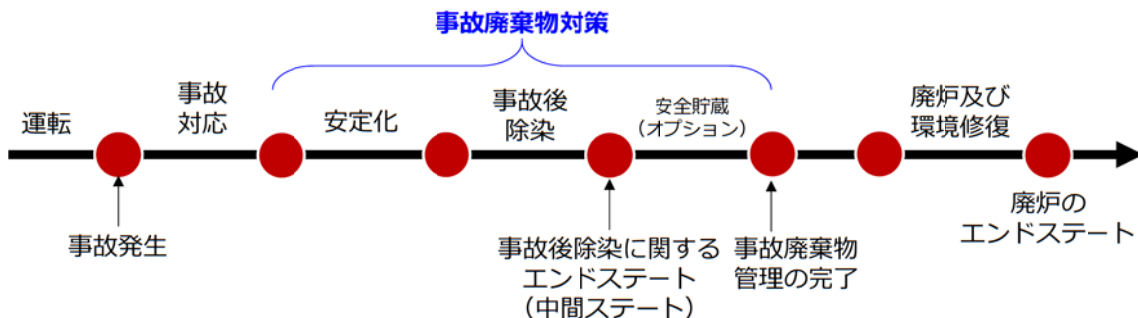 事故廃棄物対策
運転
事故
対応
安定化
事故後
除染
安全貯蔵
(オプション)
廃炉及び
環境修復
事故発生
事故後除染に関する
エンドステート
(中間ステート)
事故廃棄物
管理の完了
廃炉の
エンドステート